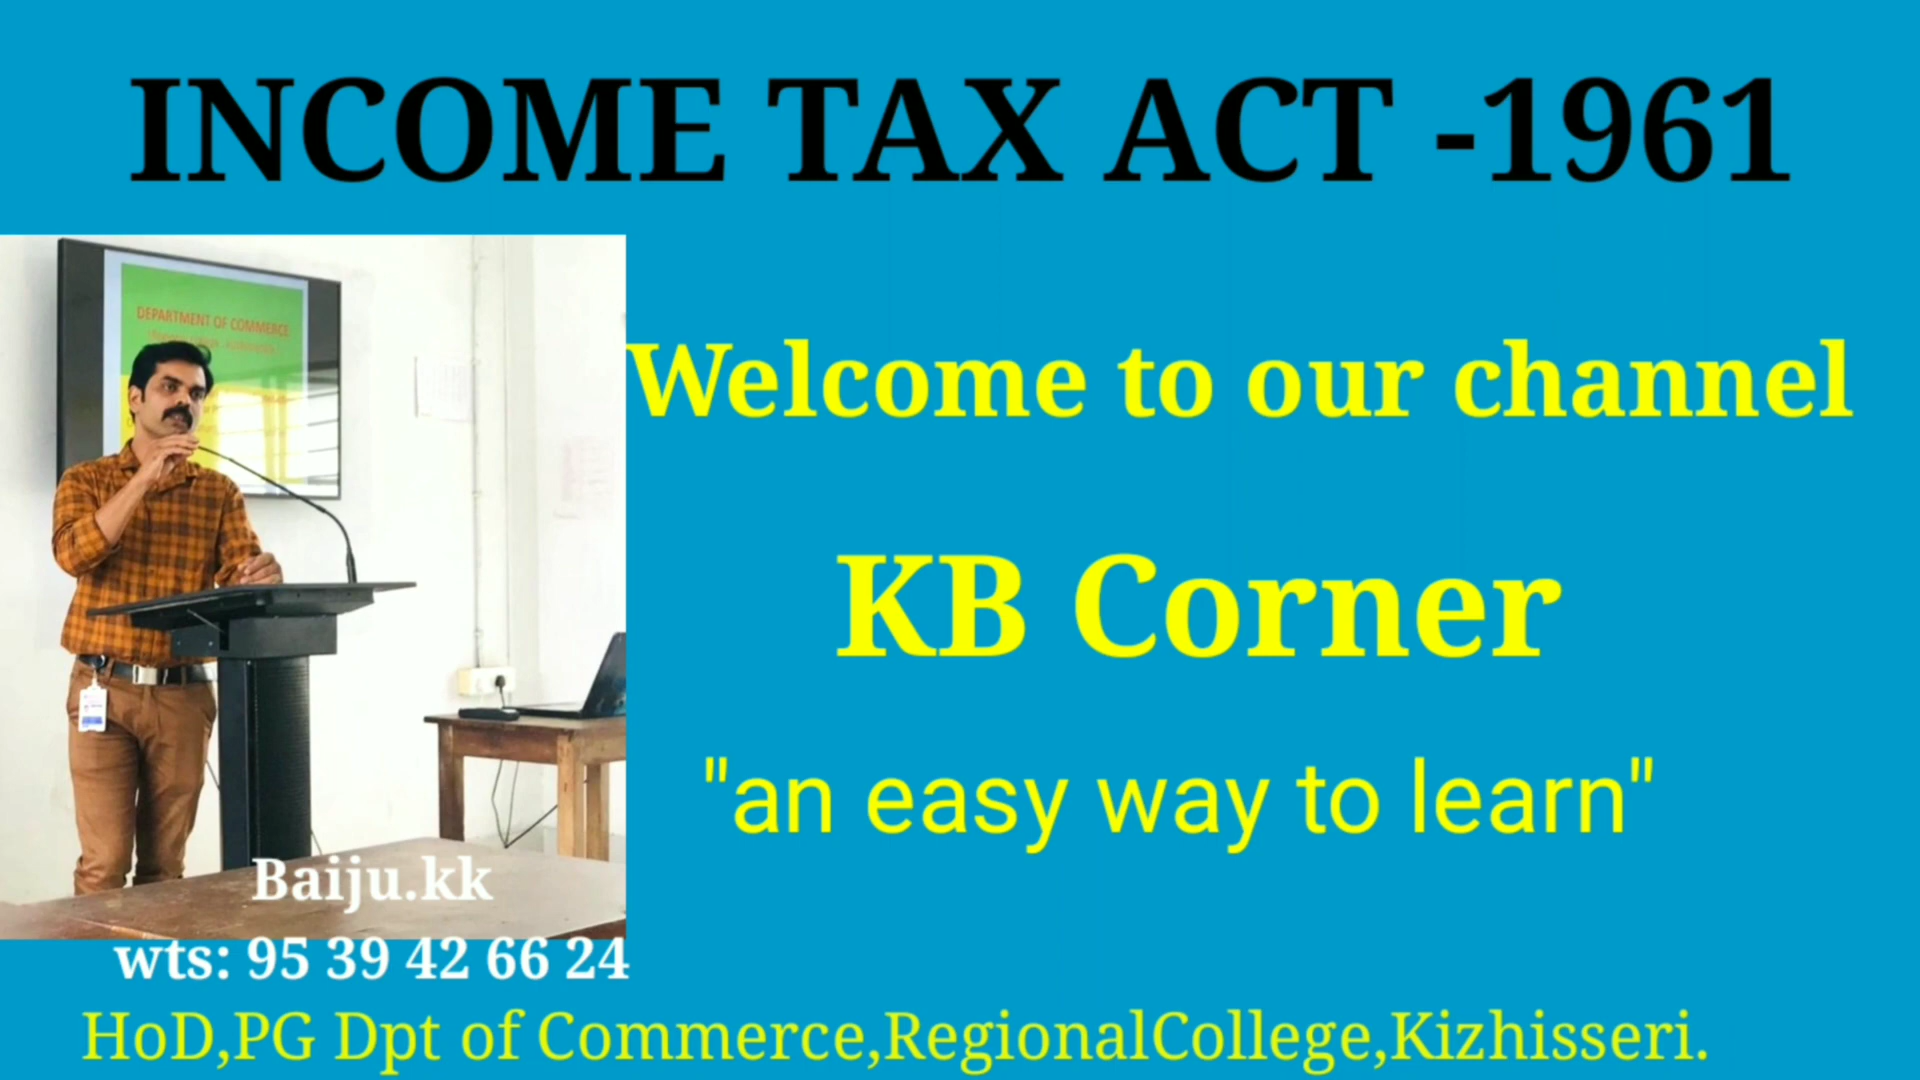 INCOME TAX ACT -1961
DEPARTMENT OF COMMERCE
Welcome to our channel
KB Corner
"an easy way to learn"
Baiju.kk
wts: 95 39 42 66 24
HoD,PG Dpt of Commerce,RegionalCollege,Kizhisseri.